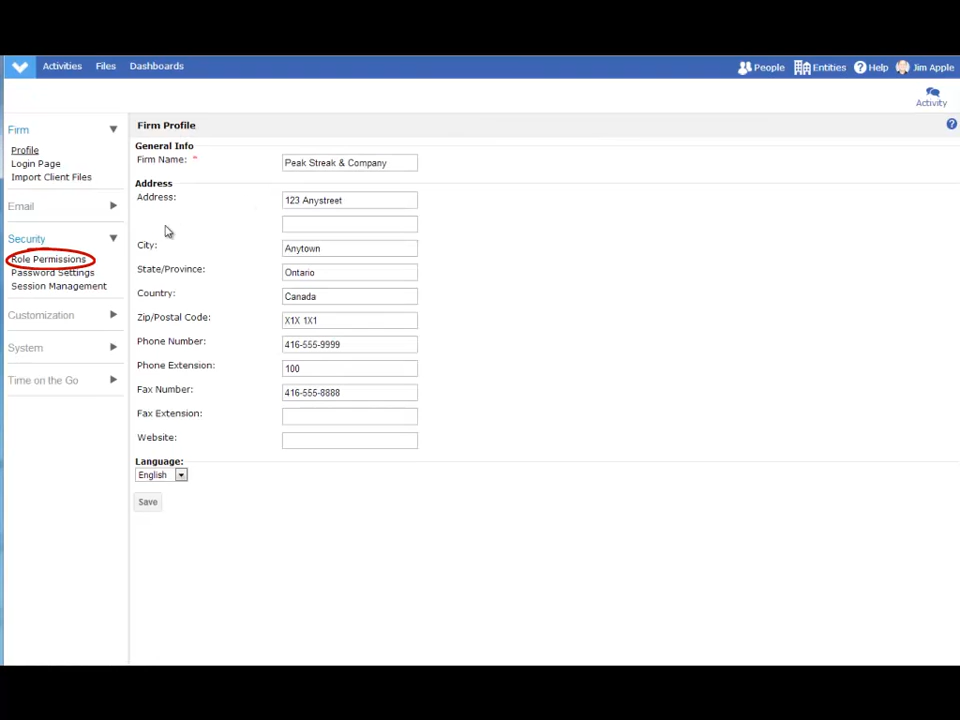 Activities Files Dashboards People Entities Help Jim Apple
Activity
Firm
Profile
Login Page
Import Client Files
Email
Security
Role Permissions
Password Settings
Session Management
Customization
System
Time on the Go
Firm Profile
General Info
Firm Name: * Peak Streak & Company
Address
Address: 123 Anystreet
City: Anytown
State/Province: Ontario
Country: Canada
Zip/Postal Code: X1X 1X1
Phone Number: 416-555-9999
Phone Extension: 100
Fax Number: 416-555-8888
Fax Extension:
Website:
Language:
English
Save